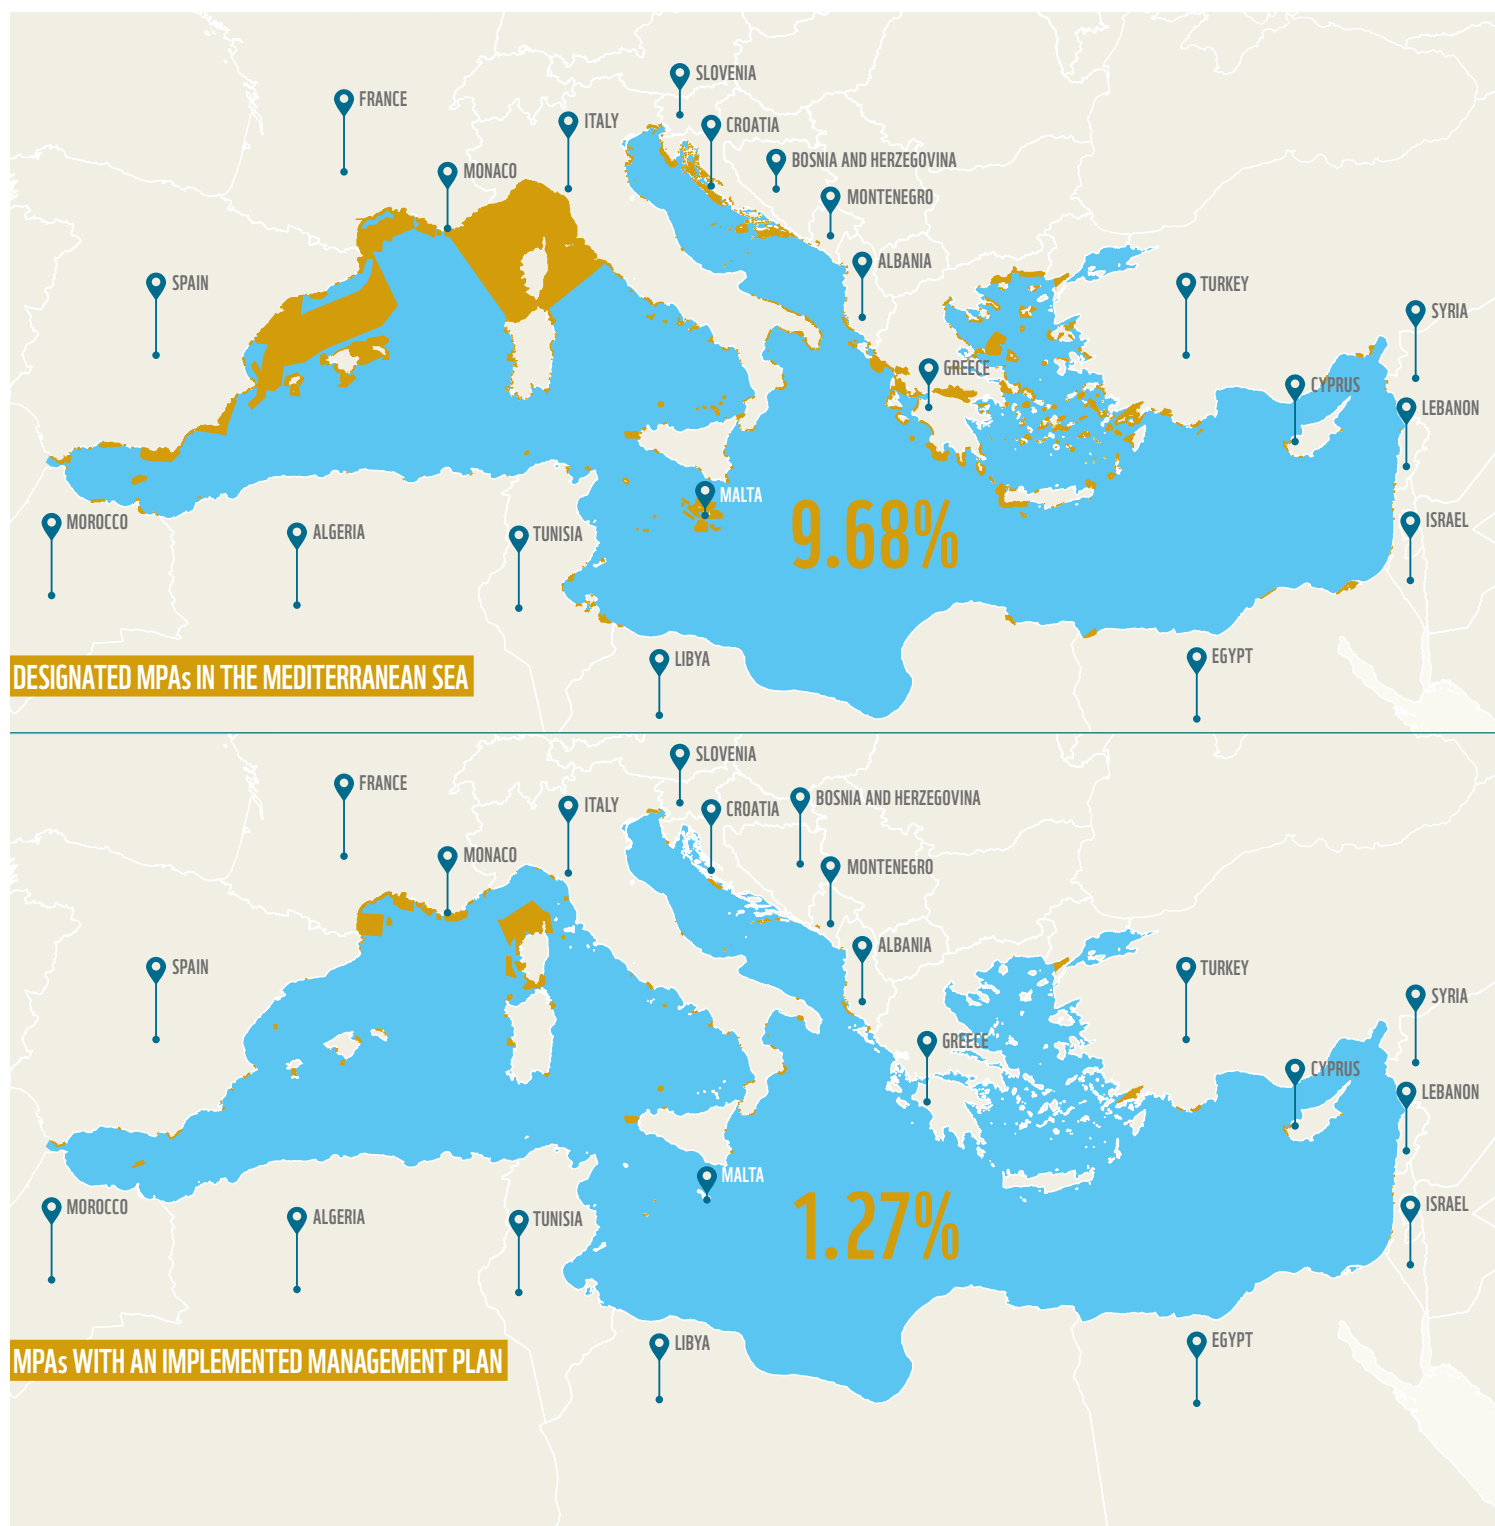 SLOVENIA
FRANCE
ITALY
CROATIA
BOSNIA AND HERZEGOVINA
MONACO
MONTENEGRO
ALBANIA
SPAIN
TURKEY
SYRIA
GREECE
CYPRUS
LEBANON
MALTA
9.68%
MOROCCO
ALGERIA
TUNISIA
ISRAEL
LIBYA
EGYPT
DESIGNATED MPAs IN THE MEDITERRANEAN SEA
SLOVENIA
FRANCE
ITALY
CROATIA
BOSNIA AND HERZEGOVINA
MONACO
MONTENEGRO
ALBANIA
SPAIN
TURKEY
SYRIA
GREECE
CYPRUS
LEBANON
MALTA
1.27%
MOROCCO
ALGERIA
TUNISIA
ISRAEL
LIBYA
EGYPT
MPAs WITH AN IMPLEMENTED MANAGEMENT PLAN